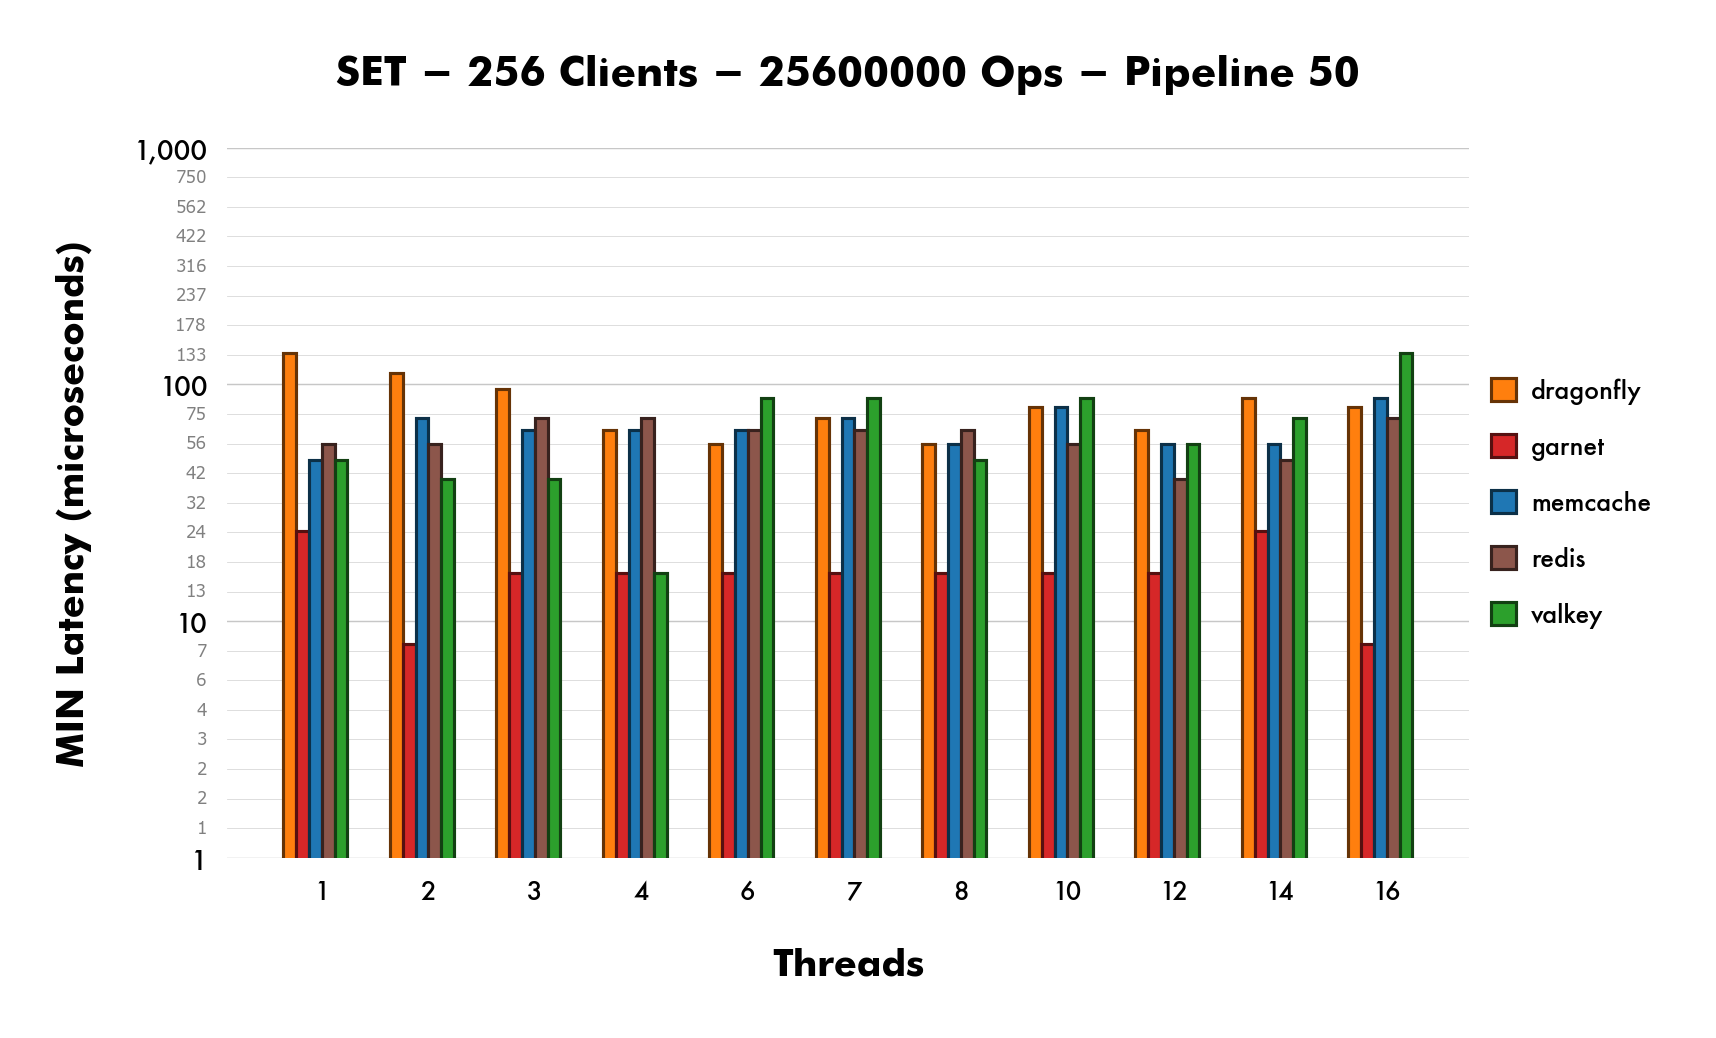 SET – 256 Clients – 25600000 Ops – Pipeline 50
MIN Latency (microseconds)
1,000
750
562
422
316
237
178
133
100
75
56
42
32
24
18
13
10
7
6
4
3
2
2
1
1
1 2 3 4 6 7 8 10 12 14 16
Threads
dragonfly
garnet
memcache
redis
valkey